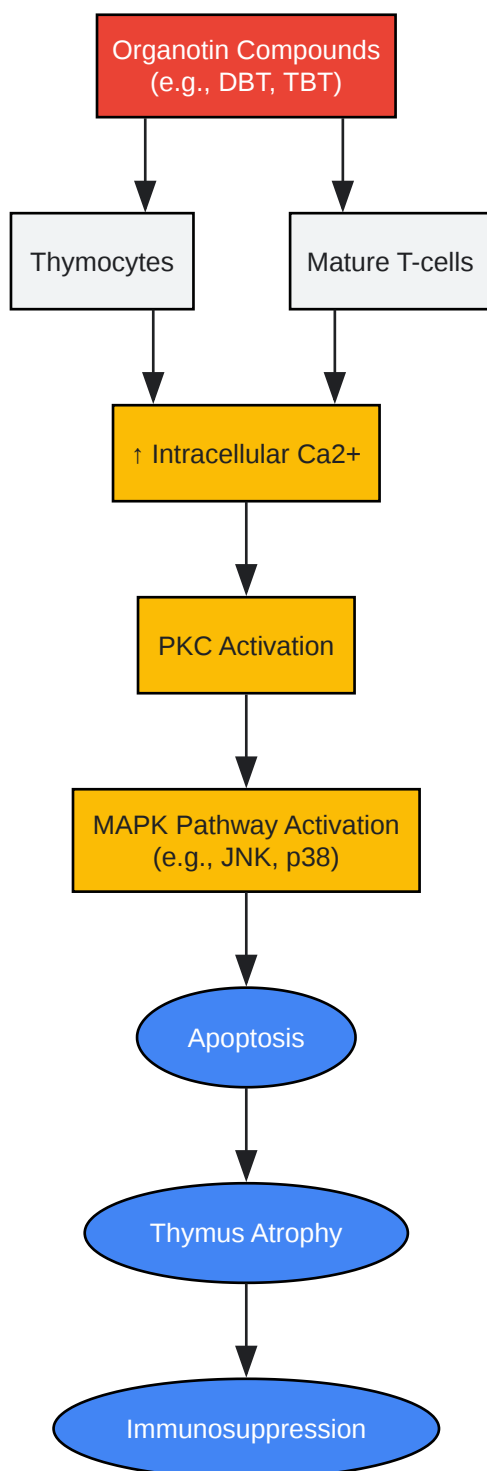 Organotin Compounds
(e.g., DBT, TBT)
Thymocytes
Mature T-cells
↑ Intracellular Ca2+
PKC Activation
MAPK Pathway Activation
(e.g., JNK, p38)
Apoptosis
Thymus Atrophy
Immunosuppression